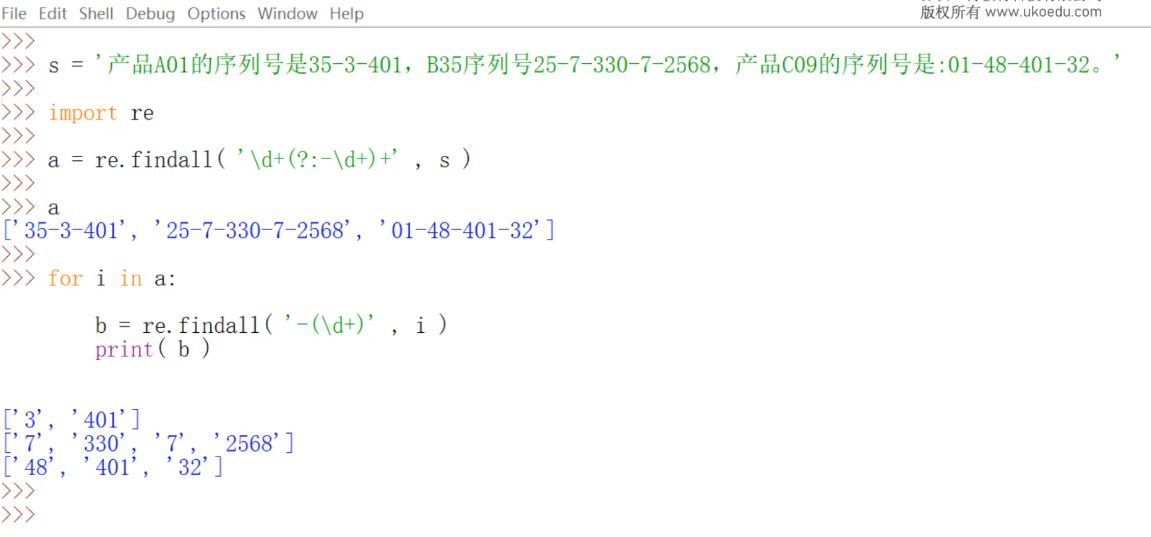 File Edit Shell Debug Options Window Help
版权所有 www.ukoedu.com
>>>
>>> s = '产品A01的序列号是35-3-401，B35序列号25-7-330-7-2568，产品C09的序列号是:01-48-401-32。'
>>>
>>> import re
>>>
>>> a = re.findall( '\d+(?:-\d+)+' , s )
>>>
>>> a
['35-3-401', '25-7-330-7-2568', '01-48-401-32']
>>>
>>> for i in a:
b = re.findall( '-(\d+)' , i )
print( b )
['3', '401']
['7', '330', '7', '2568']
['48', '401', '32']
>>>
>>>